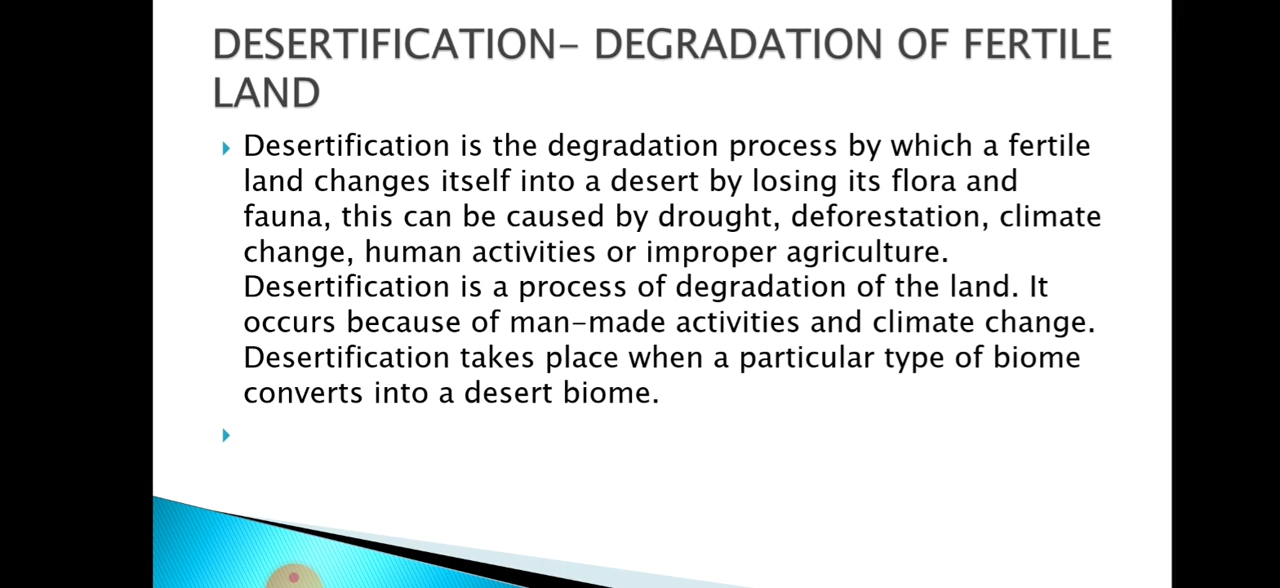 DESERTIFICATION– DEGRADATION OF FERTILE
LAND
Desertification is the degradation process by which a fertile
land changes itself into a desert by losing its flora and
fauna, this can be caused by drought, deforestation, climate
change, human activities or improper agriculture.
Desertification is a process of degradation of the land. It
occurs because of man-made activities and climate change.
Desertification takes place when a particular type of biome
converts into a desert biome.